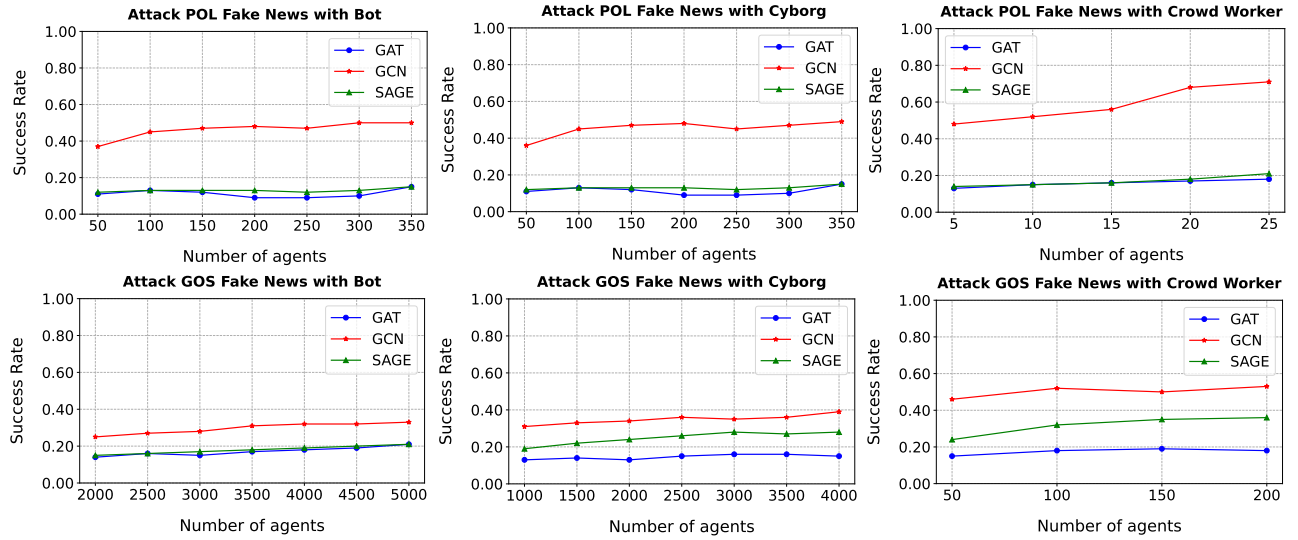 Attack POL Fake News with Bot
1.00
0.80
0.60
0.40
0.20
0.00
Success Rate
GAT
GCN
SAGE
50 100 150 200 250 300 350
Number of agents
Attack POL Fake News with Cyborg
1.00
0.80
0.60
0.40
0.20
0.00
Success Rate
GAT
GCN
SAGE
50 100 150 200 250 300 350
Number of agents
Attack POL Fake News with Crowd Worker
1.00
0.80
0.60
0.40
0.20
0.00
Success Rate
GAT
GCN
SAGE
5 10 15 20 25
Number of agents
Attack GOS Fake News with Bot
1.00
0.80
0.60
0.40
0.20
0.00
Success Rate
GAT
GCN
SAGE
2000 2500 3000 3500 4000 4500 5000
Number of agents
Attack GOS Fake News with Cyborg
1.00
0.80
0.60
0.40
0.20
0.00
Success Rate
GAT
GCN
SAGE
1000 1500 2000 2500 3000 3500 4000
Number of agents
Attack GOS Fake News with Crowd Worker
1.00
0.80
0.60
0.40
0.20
0.00
Success Rate
GAT
GCN
SAGE
50 100 150 200
Number of agents